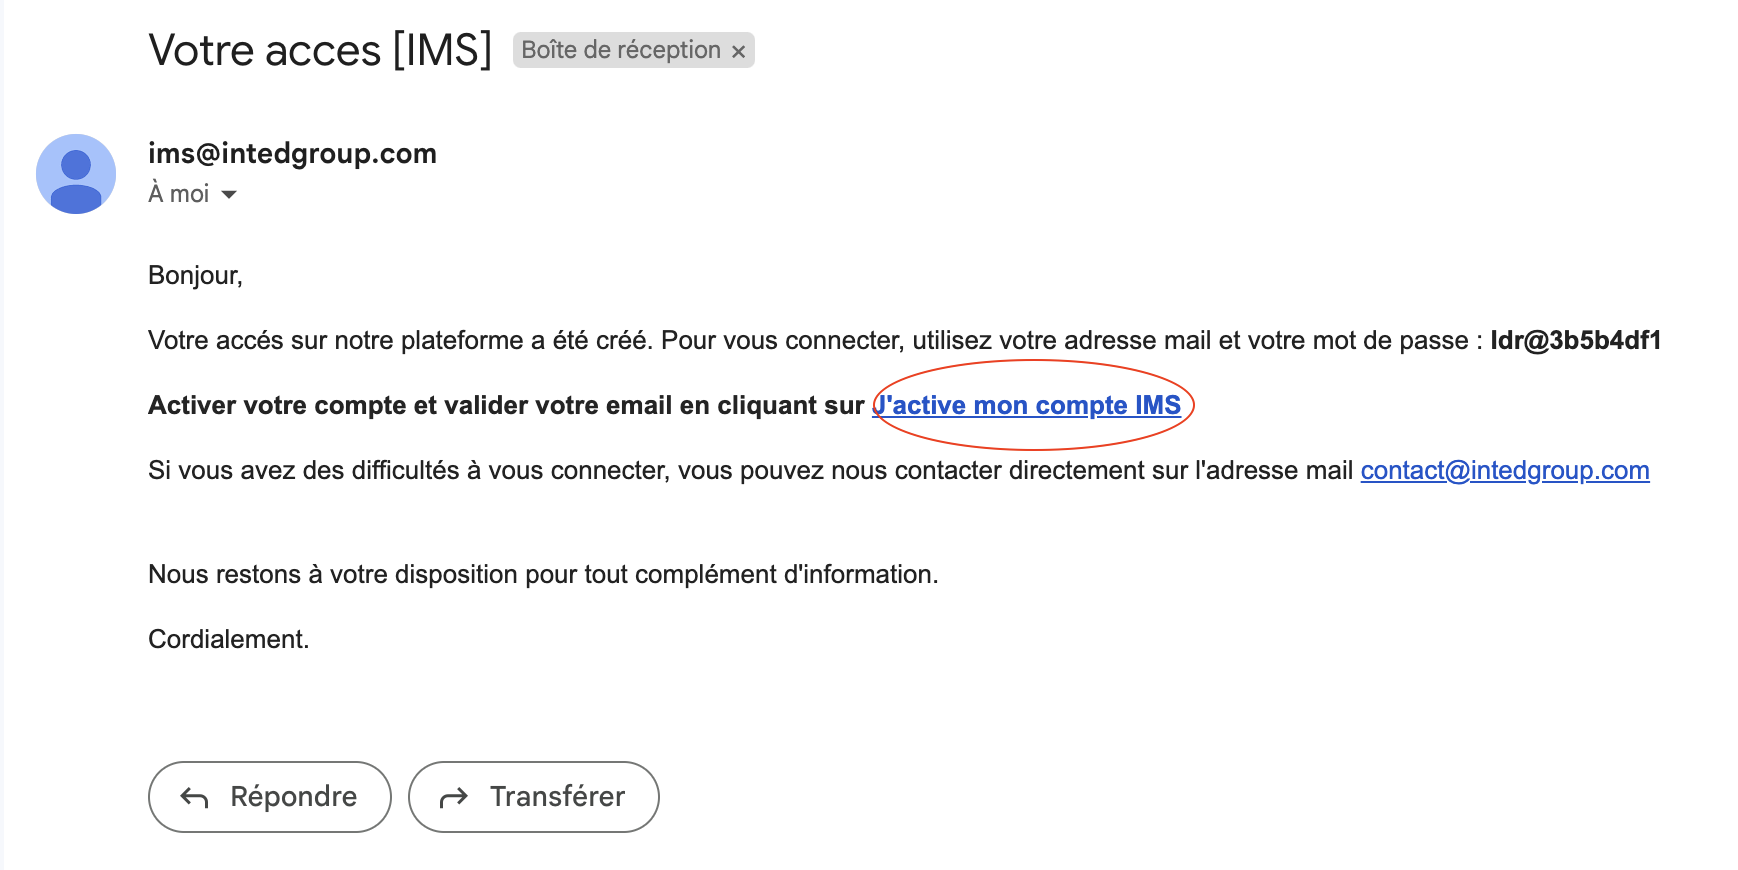 Votre acces [IMS] Boîte de réception ×
ims@intedgroup.com
À moi
Bonjour,
Votre accés sur notre plateforme a été créé. Pour vous connecter, utilisez votre adresse mail et votre mot de passe : ldr@3b5b4df1
Activer votre compte et valider votre email en cliquant sur J'active mon compte IMS
Si vous avez des difficultés à vous connecter, vous pouvez nous contacter directement sur l'adresse mail contact@intedgroup.com
Nous restons à votre disposition pour tout complément d'information.
Cordialement.
Répondre Transférer